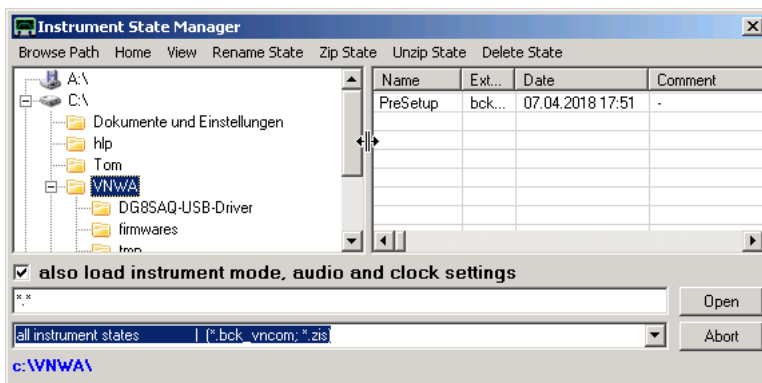 Instrument State Manager
Browse Path Home View Rename State Zip State Unzip State Delete State
A:\
C:\
Dokumente und Einstellungen
hlp
Tom
VNWA
DG8SAQ-USB-Driver
firmwares
tmp
Name Ext... Date Comment
PreSetup bck... 07.04.2018 17:51 -
also load instrument mode, audio and clock settings
*.* Open
all instrument states | (*.bck_vncom; *.zis) Abort
c:\VNWA\